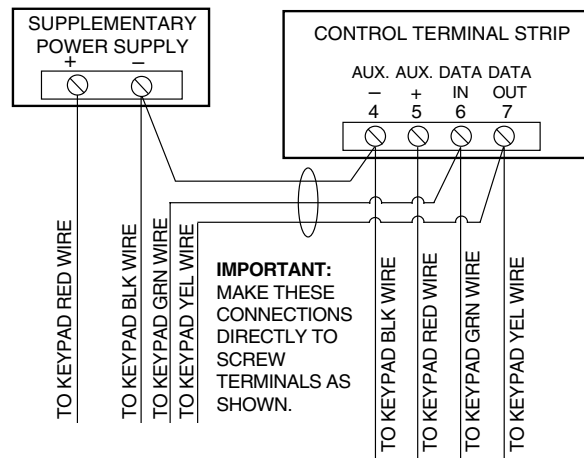 SUPPLEMENTARY
POWER SUPPLY
+ –
CONTROL TERMINAL STRIP
AUX. AUX. DATA DATA
– + IN OUT
4 5 6 7
TO KEYPAD RED WIRE
TO KEYPAD BLK WIRE
TO KEYPAD GRN WIRE
TO KEYPAD YEL WIRE
IMPORTANT:
MAKE THESE
CONNECTIONS
DIRECTLY TO
SCREW
TERMINALS AS
SHOWN.
TO KEYPAD BLK WIRE
TO KEYPAD RED WIRE
TO KEYPAD GRN WIRE
TO KEYPAD YEL WIRE